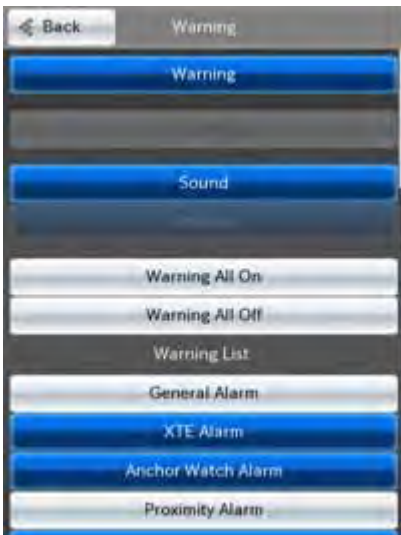 Back
Warning
Warning
Sound
Warning All On
Warning All Off
Warning List
General Alarm
XTE Alarm
Anchor Watch Alarm
Proximity Alarm